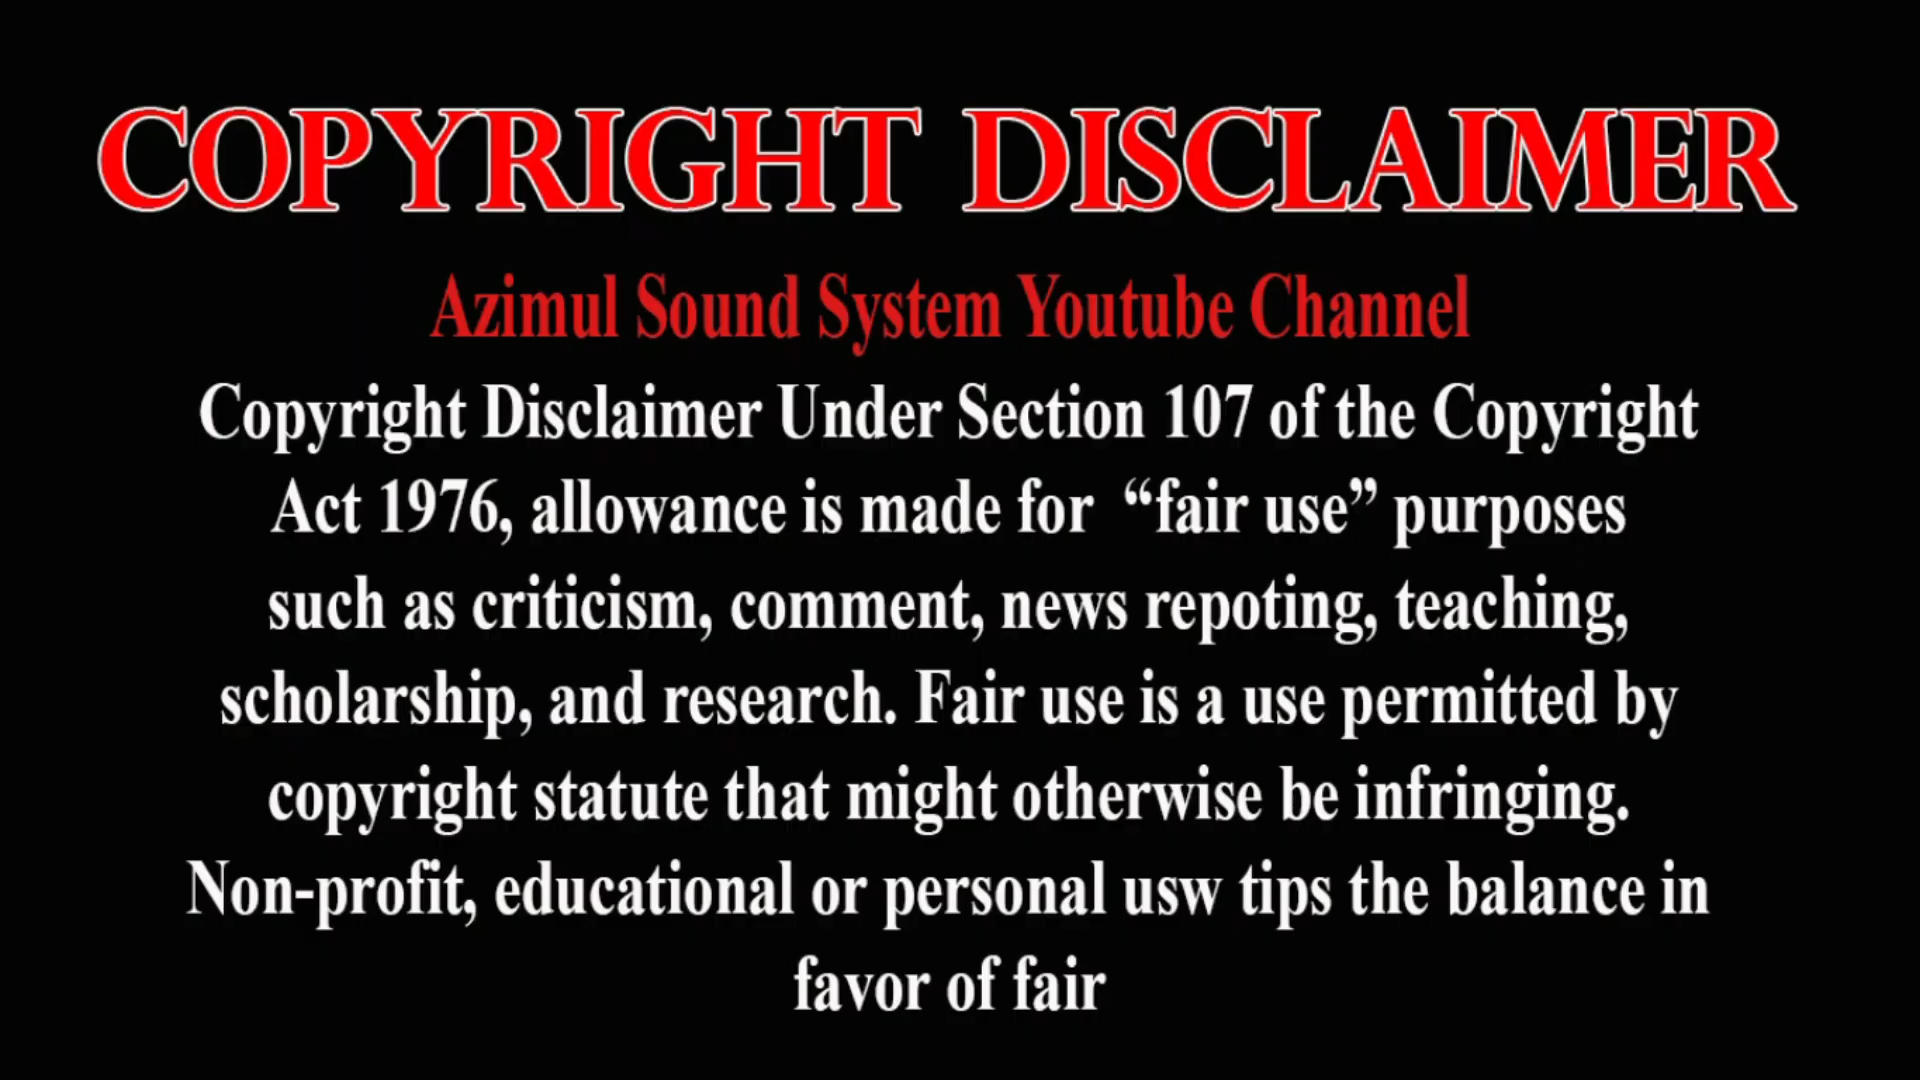 COPYRIGHT DISCLAIMER
Azimul Sound System Youtube Channel
Copyright Disclaimer Under Section 107 of the Copyright
Act 1976, allowance is made for “fair use” purposes
such as criticism, comment, news repoting, teaching,
scholarship, and research. Fair use is a use permitted by
copyright statute that might otherwise be infringing.
Non-profit, educational or personal usw tips the balance in
favor of fair